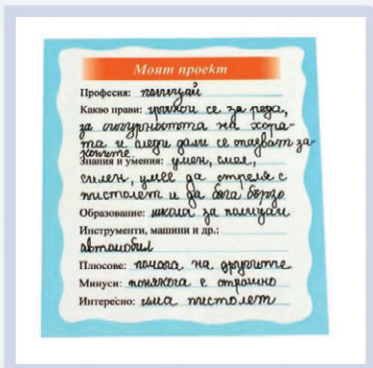 Моят проект
Професия: полицай
Какво прави: грижи се за реда,
за сигурността на хора-
та и следи дали се спазват за-
коните.
Знания и умения: умен, смел,
силен, умее да стреля с
пистолет и да бяга бързо
Образование: школа за полицаи
Инструменти, машини и др.:
автомобил
Плюсове: помага на другите
Минуси: понякога е страшно
Интересно: има пистолет